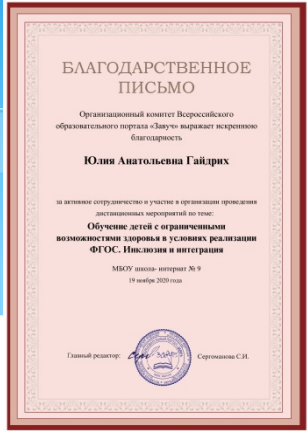 БЛАГОДАРСТВЕННОЕ
ПИСЬМО
Организационный комитет Всероссийского
образовательного портала «Завуч» выражает искреннюю
благодарность
Юлия Анатольевна Гайдрих
за активное сотрудничество и участие в организации проведения
дистанционных мероприятий по теме:
Обучение детей с ограниченными
возможностями здоровья в условиях реализации
ФГОС. Инклюзия и интеграция
МБОУ школа- интернат № 9
19 ноября 2020 года
Главный редактор:
Сергоманова С.И.